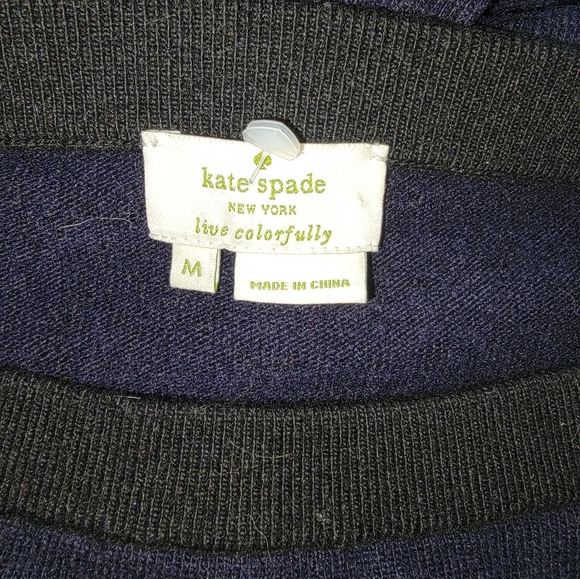 kate spade
NEW YORK
live colorfully
M
MADE IN CHINA